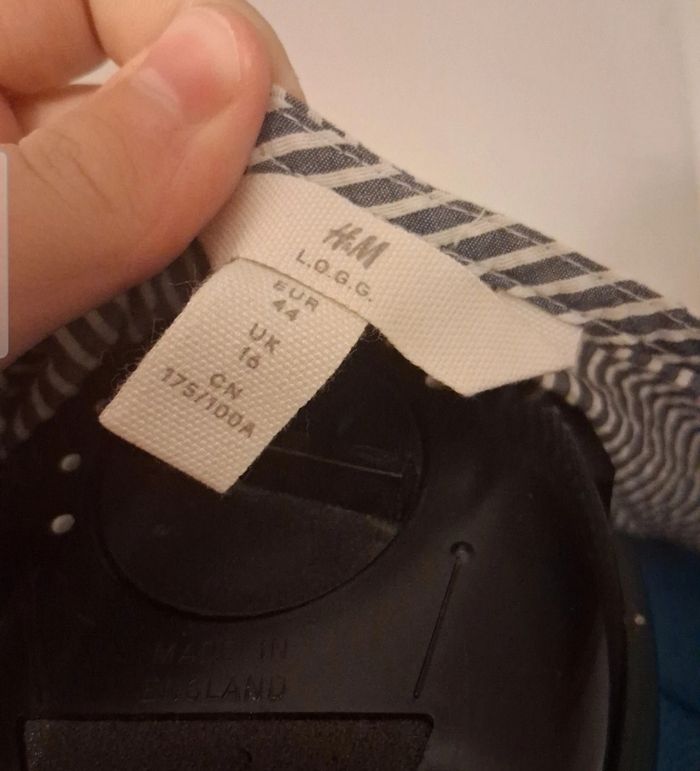 H&M
L.O.G.G.
EUR
44
UK
16
CN
175/100A
MADE IN
ENGLAND